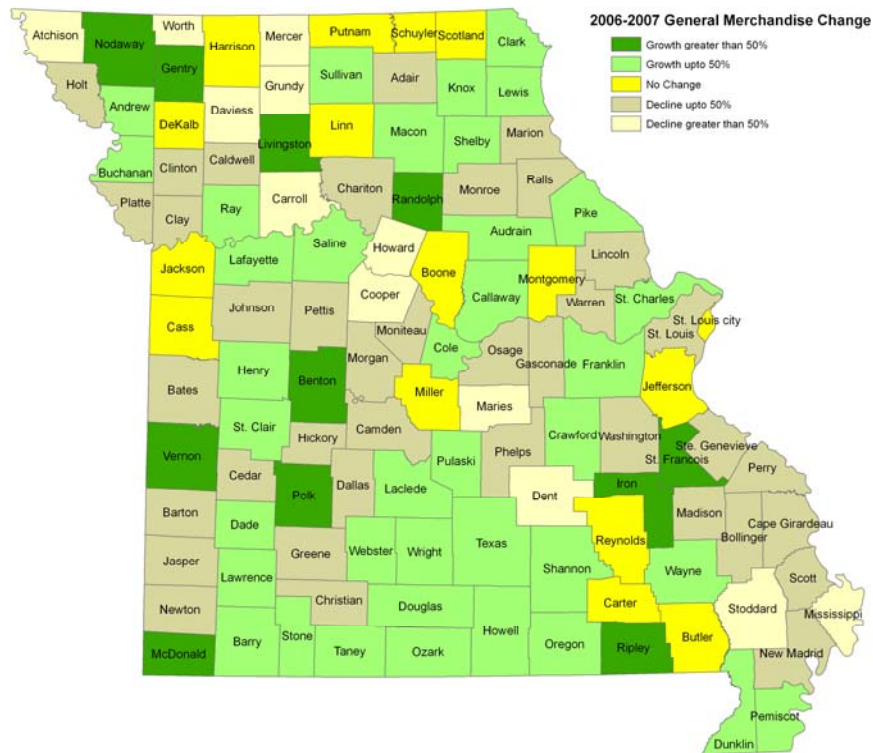 2006-2007 General Merchandise Change
Growth greater than 50%
Growth upto 50%
No Change
Decline upto 50%
Decline greater than 50%
Atchison
Nodaway
Worth
Gentry
Harrison
Mercer
Putnam
Schuyler
Scotland
Clark
Holt
Andrew
DeKalb
Daviess
Grundy
Sullivan
Adair
Knox
Lewis
Buchanan
Clinton
Caldwell
Livingston
Linn
Macon
Shelby
Marion
Platte
Clay
Ray
Carroll
Chariton
Randolph
Monroe
Ralls
Pike
Jackson
Lafayette
Saline
Howard
Boone
Audrain
Callaway
Montgomery
Lincoln
Warren
St. Charles
St. Louis city
St. Louis
Cass
Johnson
Pettis
Cooper
Moniteau
Morgan
Cole
Osage
Gasconade
Franklin
Jefferson
Bates
Henry
Benton
Miller
Maries
Vernon
St. Clair
Hickory
Camden
Pulaski
Phelps
Crawford
Washington
St. Francois
Ste. Genevieve
Perry
Barton
Cedar
Polk
Dallas
Laclede
Dent
Iron
Madison
Bollinger
Cape Girardeau
Jasper
Dade
Greene
Webster
Wright
Texas
Shannon
Reynolds
Wayne
Scott
Newton
Lawrence
Christian
Douglas
Howell
Carter
Butler
Stoddard
Mississippi
McDonald
Barry
Stone
Taney
Ozark
Oregon
Ripley
New Madrid
Dunklin
Pemiscot